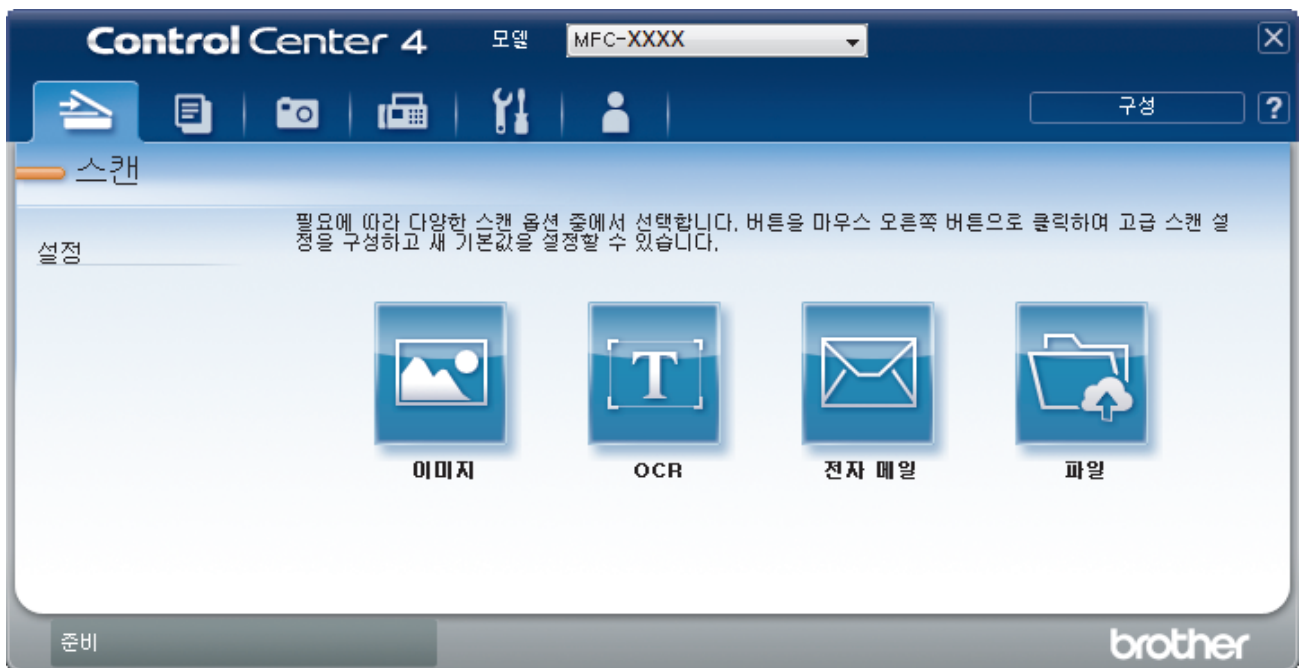 Control Center 4 모델 MFC-XXXX
구성 ?
스캔
설정
필요에 따라 다양한 스캔 옵션 중에서 선택합니다. 버튼을 마우스 오른쪽 버튼으로 클릭하여 고급 스캔 설
정을 구성하고 새 기본값을 설정할 수 있습니다.
T
이미지 OCR 전자 메일 파일
준비 brother